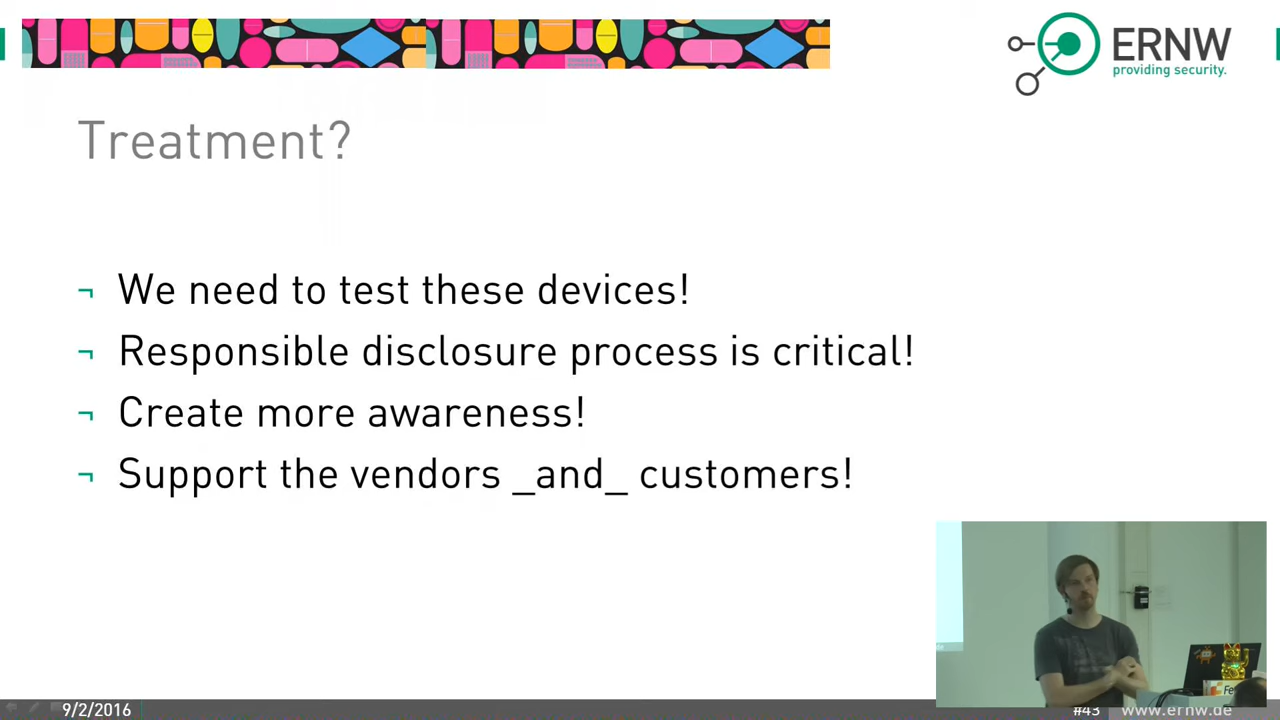 ERNW
providing security.
Treatment?
¬ We need to test these devices!
¬ Responsible disclosure process is critical!
¬ Create more awareness!
¬ Support the vendors _and_ customers!
9/2/2016
#43
www.ernw.de